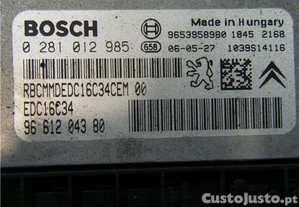 BOSCH
Made in Hungary
0 281 012 985
9653958980 1845 2168
658 06-05-27 1039S14116
RBCMMDEDC16C34CEM 00
EDC16C34
96 612 043 80
CustoJusto.pt